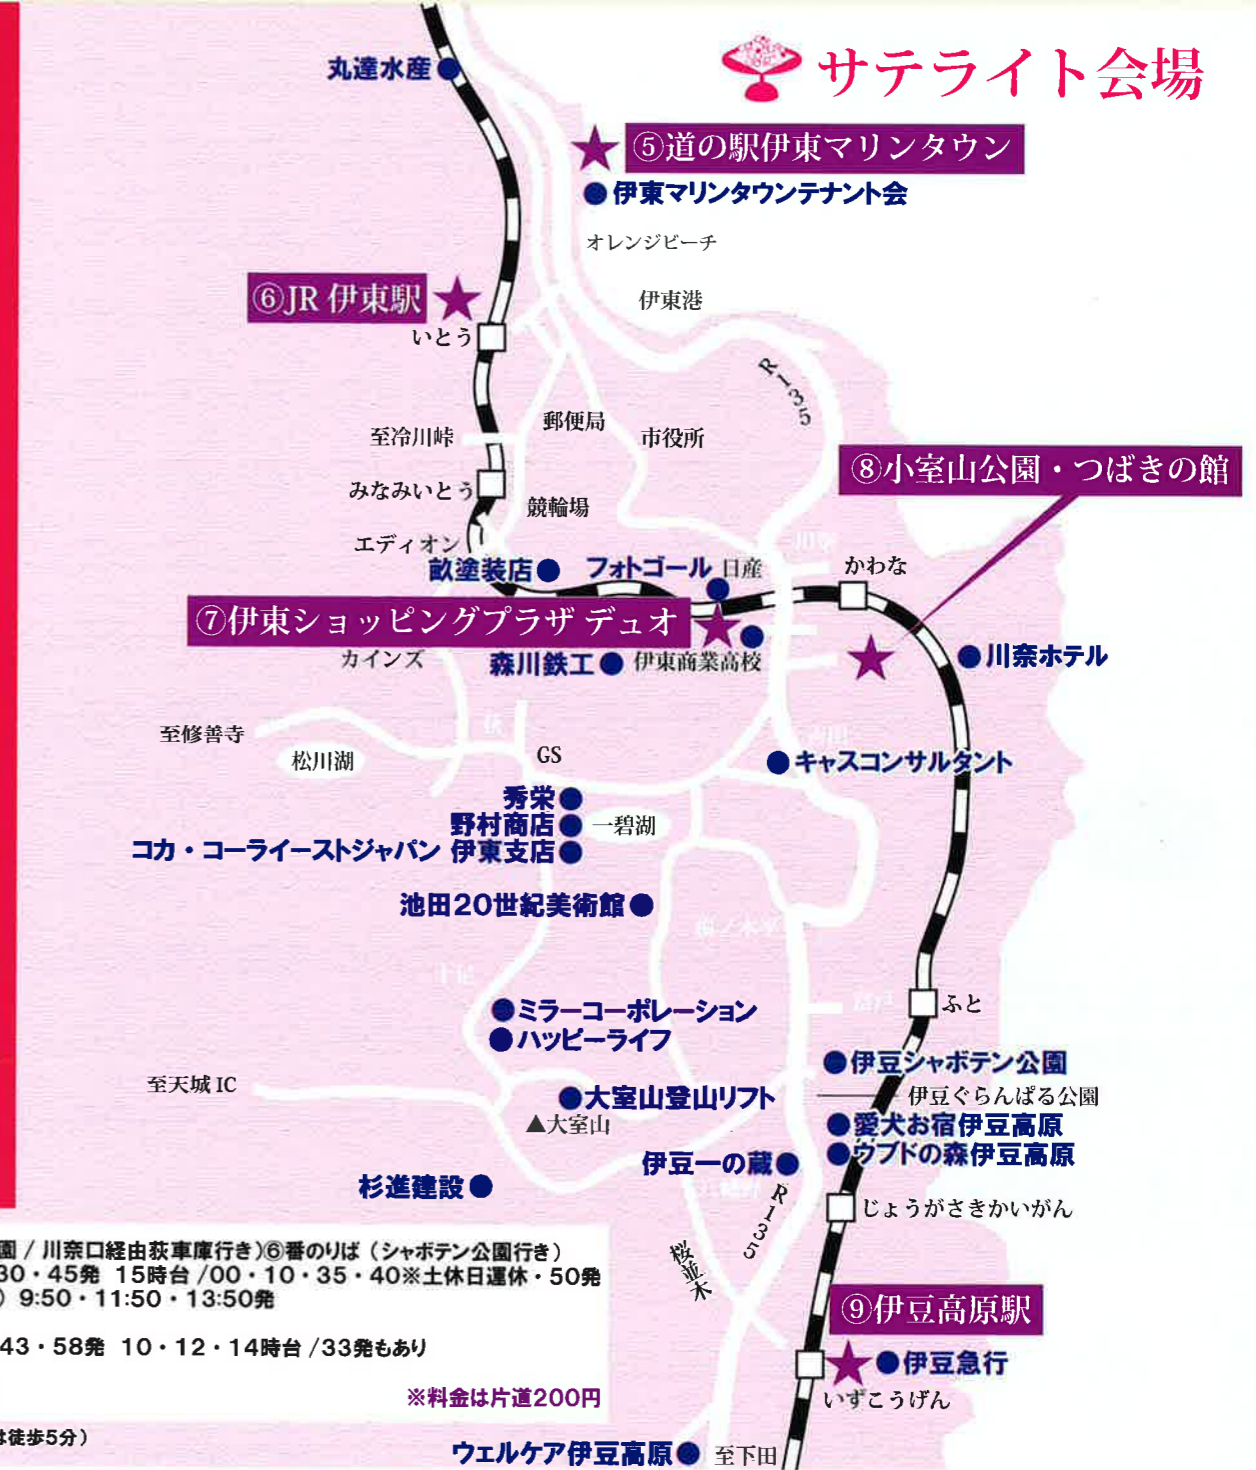 サテライト会場
丸達水産
⑤道の駅伊東マリンタウン
伊東マリンタウンテナント会
オレンジビーチ
⑥JR 伊東駅
伊東港
いとう
R135
郵便局
至冷川峠
市役所
⑧小室山公園・つばきの館
みなみいとう
競輪場
エディオン
川奈
畝塗装店
フォトゴール
日産
かわな
⑦伊東ショッピングプラザ デュオ
カインズ
森川鉄工
伊東商業高校
川奈ホテル
至修善寺
松川湖
GS
キャスコンサルタント
秀栄
野村商店
一碧湖
コカ・コーライーストジャパン 伊東支店
池田20世紀美術館
十足
ふと
ミラーコーポレーション
ハッピーライフ
伊豆シャボテン公園
至天城 IC
大室山登山リフト
伊豆ぐらんぱる公園
▲大室山
愛犬お宿伊豆高原
ウブドの森伊豆高原
伊豆一の蔵
杉進建設
R135
じょうがさきかいがん
桜並木
園 / 川奈口経由荻車庫行き)⑥番のりば（シャボテン公園行き）
30・45発 15時台 /00・10・35・40※土休日運休・50発
) 9:50・11:50・13:50発
43・58発 10・12・14時台 /33発もあり
※料金は片道200円
⑨伊豆高原駅
伊豆急行
いずこうげん
は徒歩5分）
ウェルケア伊豆高原
至下田